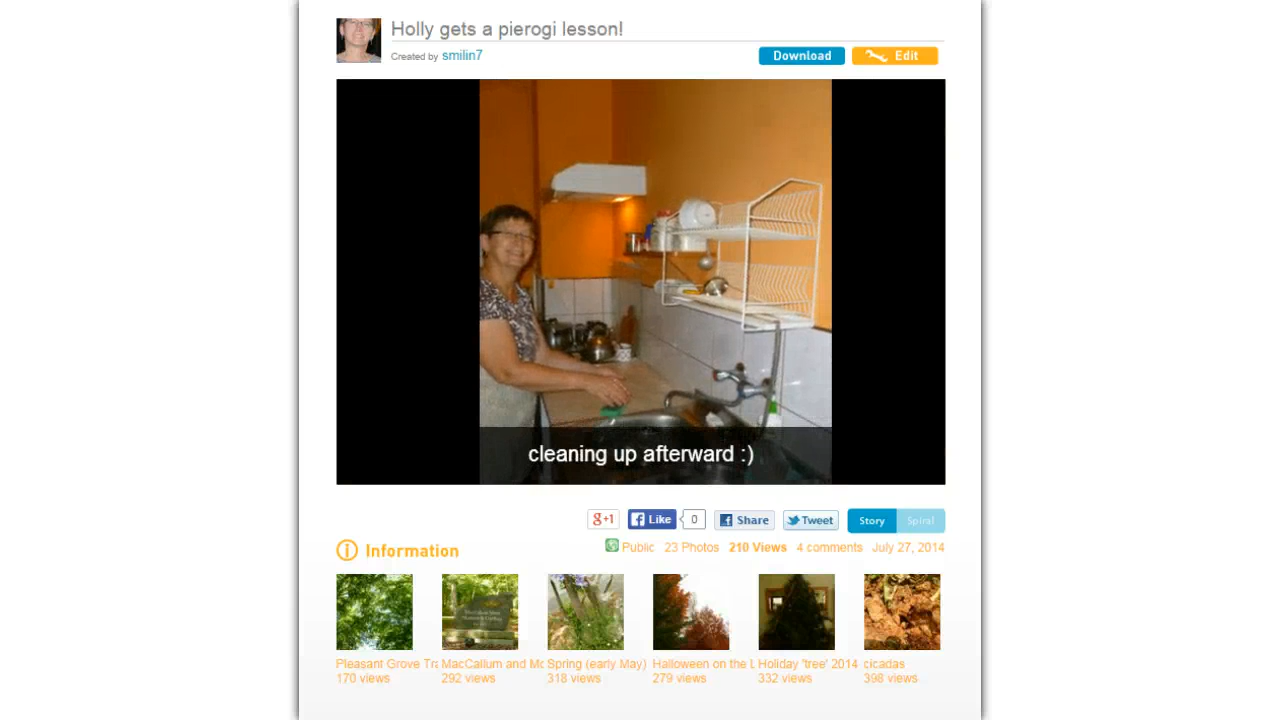 Holly gets a pierogi lesson!
Created by smilin7
Download
Edit
cleaning up afterward :)
g+1
Like
0
Share
Tweet
Story
Spiral
Information
Public 23 Photos 210 Views 4 comments July 27, 2014
Pleasant Grove Tra
170 views
MacCallum and Mo
292 views
Spring (early May)
318 views
Halloween on the L
279 views
Holiday 'tree' 2014
332 views
cicadas
398 views